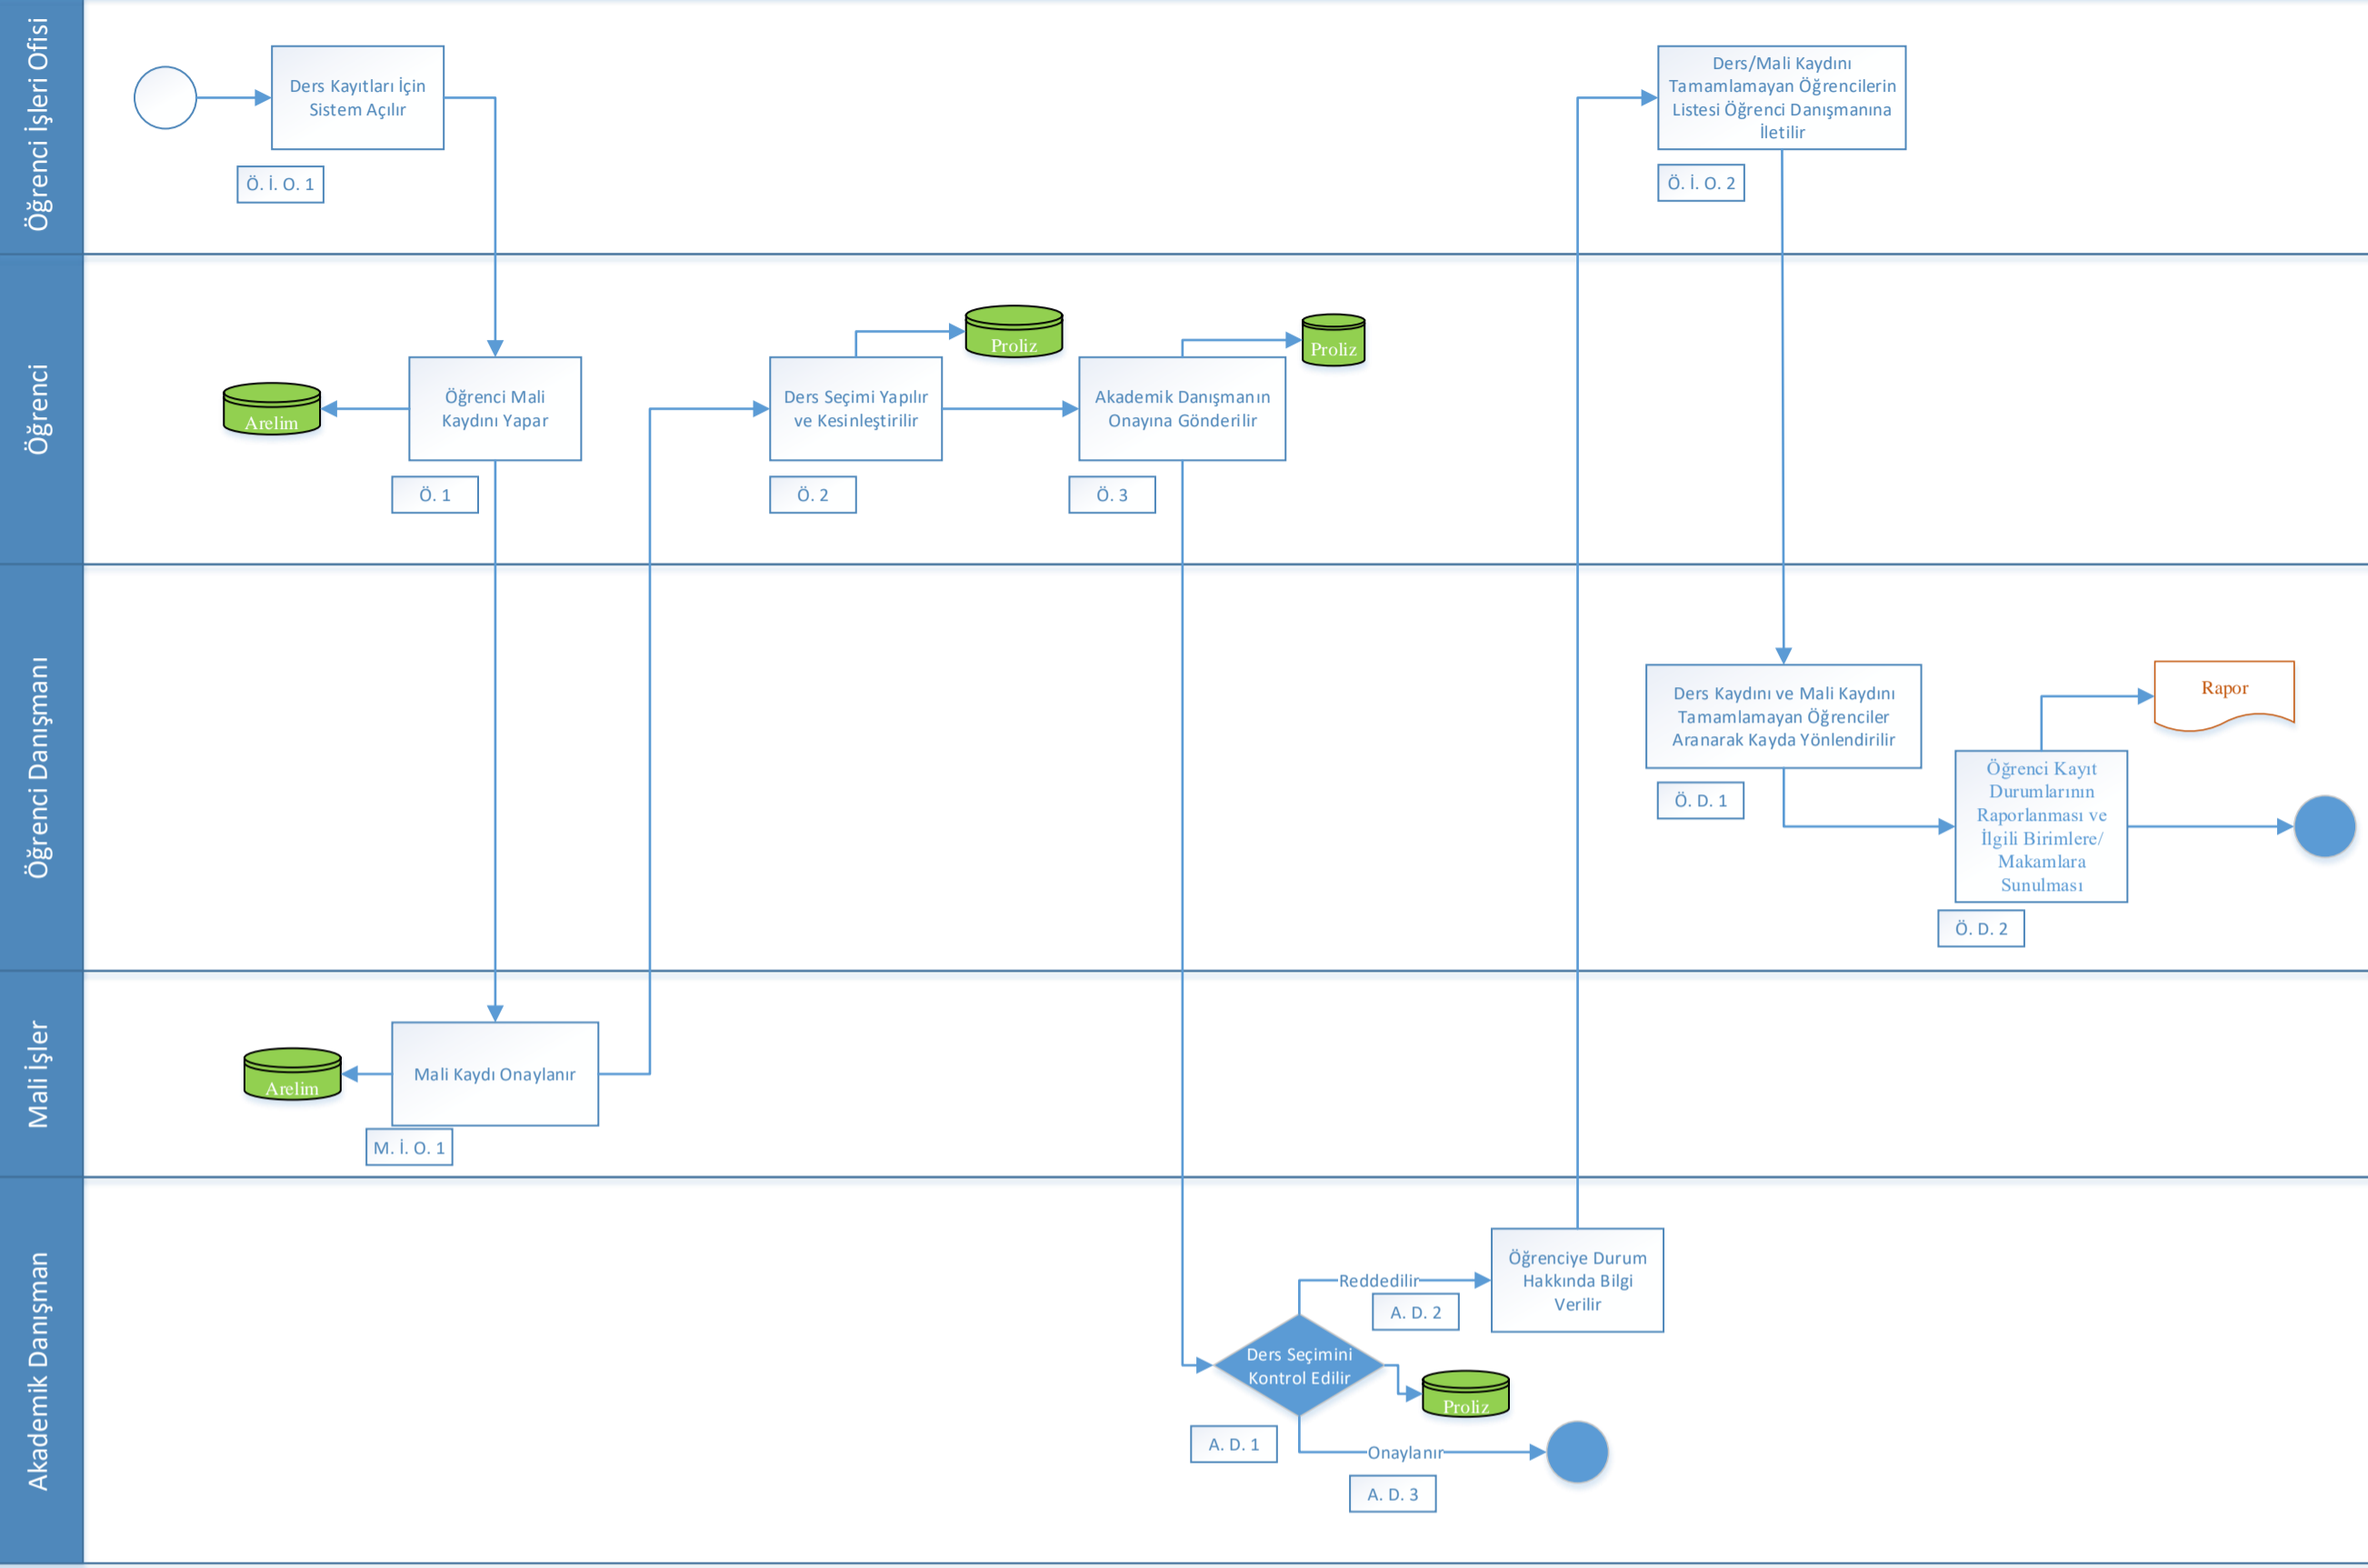 Öğrenci İşleri Ofisi
Ders Kayıtları İçin
Sistem Açılır
Ö. İ. O. 1
Ders/Mali Kaydını
Tamamlamayan Öğrencilerin
Listesi Öğrenci Danışmanına
İletilir
Ö. İ. O. 2
Öğrenci
Arelim
Öğrenci Mali
Kaydını Yapar
Ö. 1
Ders Seçimi Yapılır
ve Kesinleştirilir
Ö. 2
Proliz
Akademik Danışmanın
Onayına Gönderilir
Ö. 3
Proliz
Öğrenci Danışmanı
Ders Kaydını ve Mali Kaydını
Tamamlamayan Öğrenciler
Aranarak Kayda Yönlendirilir
Ö. D. 1
Rapor
Öğrenci Kayıt
Durumlarının
Raporlanması ve
İlgili Birimlere/
Makamlara
Sunulması
Ö. D. 2
Mali İşler
Arelim
Mali Kaydı Onaylanır
M. İ. O. 1
Akademik Danışman
Ders Seçimini
Kontrol Edilir
A. D. 1
Reddedilir
A. D. 2
Öğrenciye Durum
Hakkında Bilgi
Verilir
Proliz
Onaylanır
A. D. 3